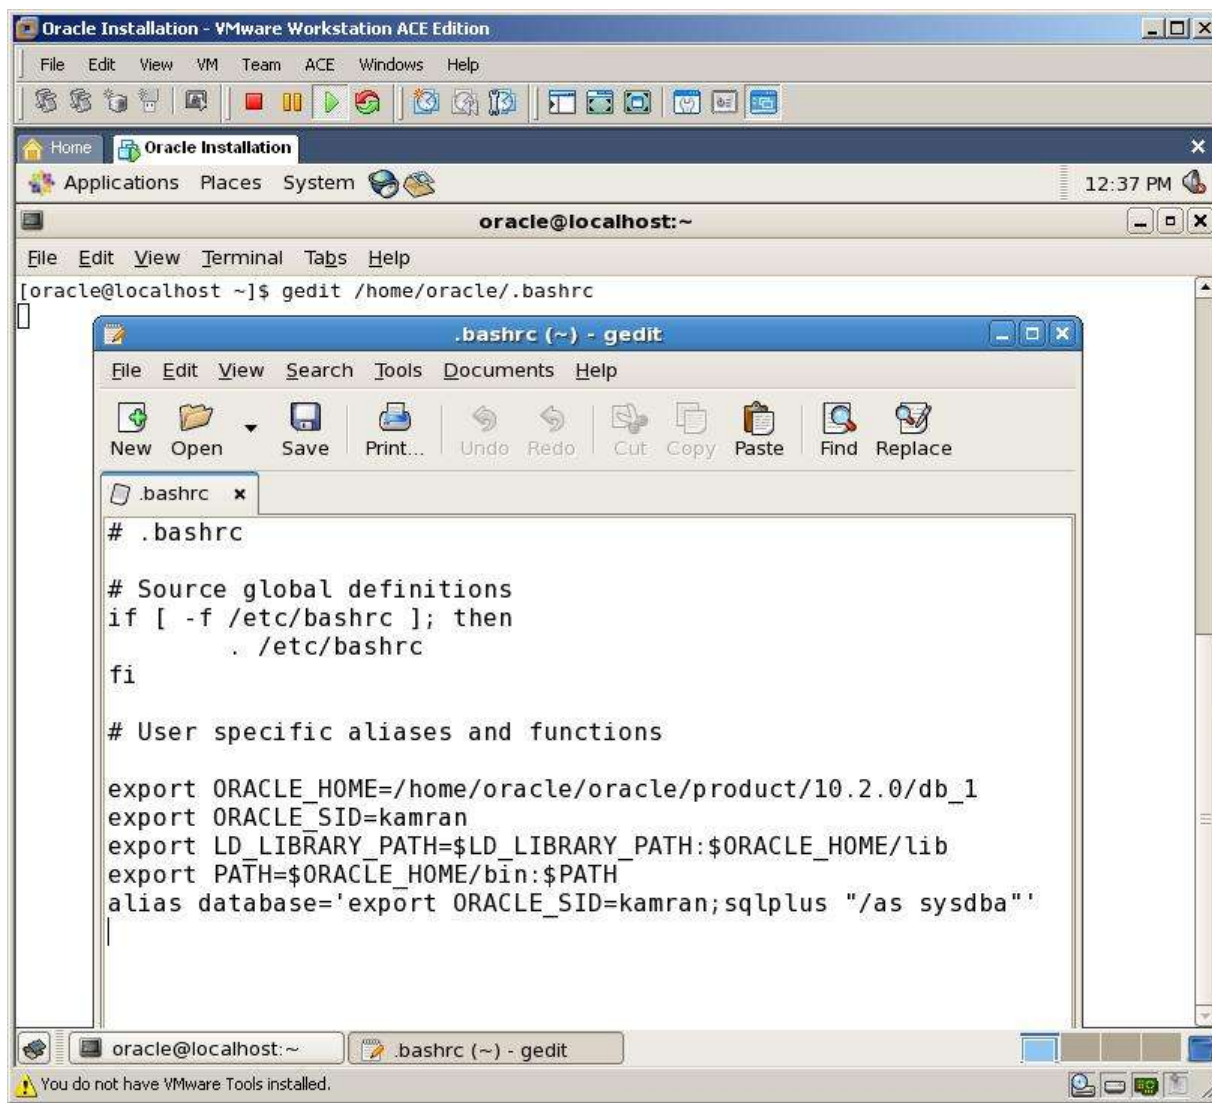 Oracle Installation - VMware Workstation ACE Edition
File Edit View VM Team ACE Windows Help
Home Oracle Installation
Applications Places System 12:37 PM
oracle@localhost:~
File Edit View Terminal Tabs Help
[oracle@localhost ~]$ gedit /home/oracle/.bashrc
.bashrc (~) - gedit
File Edit View Search Tools Documents Help
New Open Save Print... Undo Redo Cut Copy Paste Find Replace
.bashrc
# .bashrc
# Source global definitions
if [ -f /etc/bashrc ]; then
. /etc/bashrc
fi
# User specific aliases and functions
export ORACLE_HOME=/home/oracle/oracle/product/10.2.0/db_1
export ORACLE_SID=kamran
export LD_LIBRARY_PATH=$LD_LIBRARY_PATH:$ORACLE_HOME/lib
export PATH=$ORACLE_HOME/bin:$PATH
alias database='export ORACLE_SID=kamran;sqlplus "/as sysdba"'
oracle@localhost:~ .bashrc (~) - gedit
You do not have VMware Tools installed.